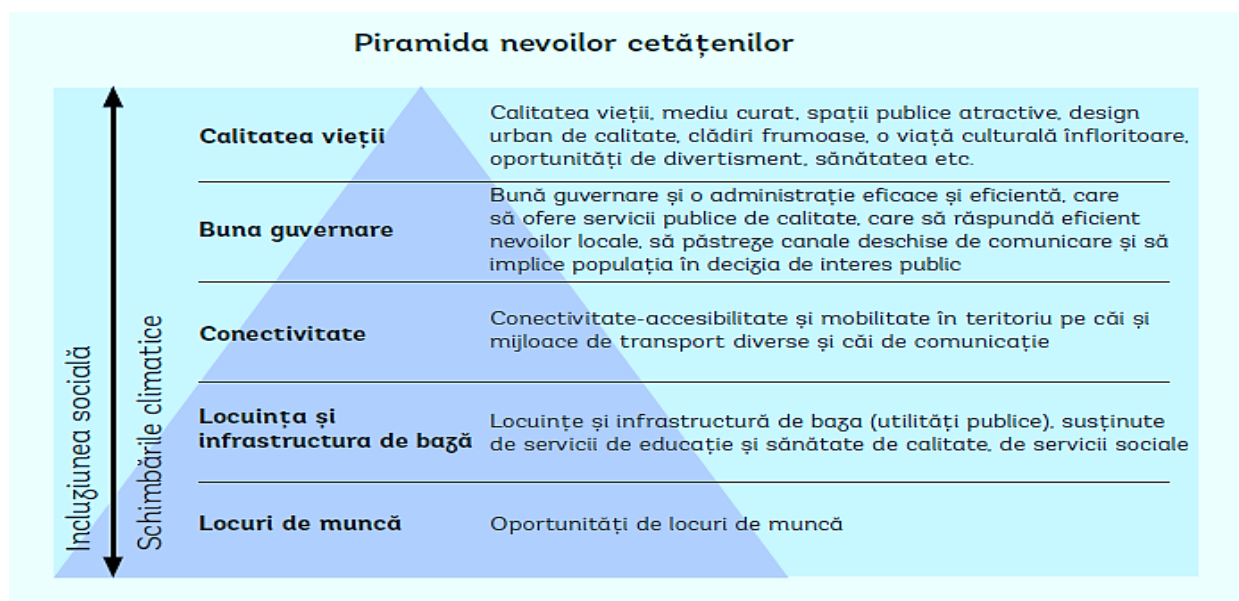 Piramida nevoilor cetățenilor
Calitatea vieții
Calitatea vieții, mediu curat, spații publice atractive, design
urban de calitate, clădiri frumoase, o viață culturală înfloritoare,
oportunități de divertisment, sănătatea etc.
Buna guvernare
Bună guvernare și o administrație eficace și eficientă, care
să ofere servicii publice de calitate, care să răspundă eficient
nevoilor locale, să păstreze canale deschise de comunicare și să
implice populația în decizia de interes public
Conectivitate
Conectivitate-accesibilitate și mobilitate în teritoriu pe căi și
mijloace de transport diverse și căi de comunicație
Locuința și
infrastructura de bază
Locuințe și infrastructură de baza (utilități publice), susținute
de servicii de educație și sănătate de calitate, de servicii sociale
Locuri de muncă
Oportunități de locuri de muncă
Incluziunea socială
Schimbările climatice